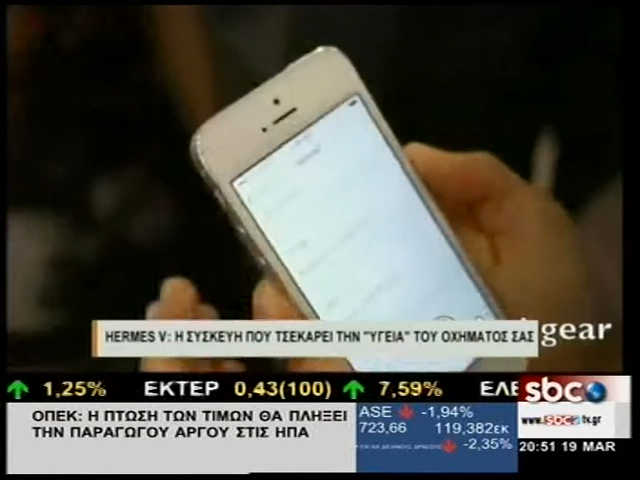 gear
HERMES V: Η ΣΥΣΚΕΥΗ ΠΟΥ ΤΣΕΚΑΡΕΙ ΤΗΝ "ΥΓΕΙΑ" ΤΟΥ ΟΧΗΜΑΤΟΣ ΣΑΣ
1,25% ΕΚΤΕΡ 0,43(100) 7,59% ΕΛΕ
sbc
www.sbctv.gr
ΟΠΕΚ: Η ΠΤΩΣΗ ΤΩΝ ΤΙΜΩΝ ΘΑ ΠΛΗΞΕΙ
ΤΗΝ ΠΑΡΑΓΩΓΟΥ ΑΡΓΟΥ ΣΤΙΣ ΗΠΑ
ASE -1,94%
723,66 119,382εκ
-2,35%
20:51 19 MAR